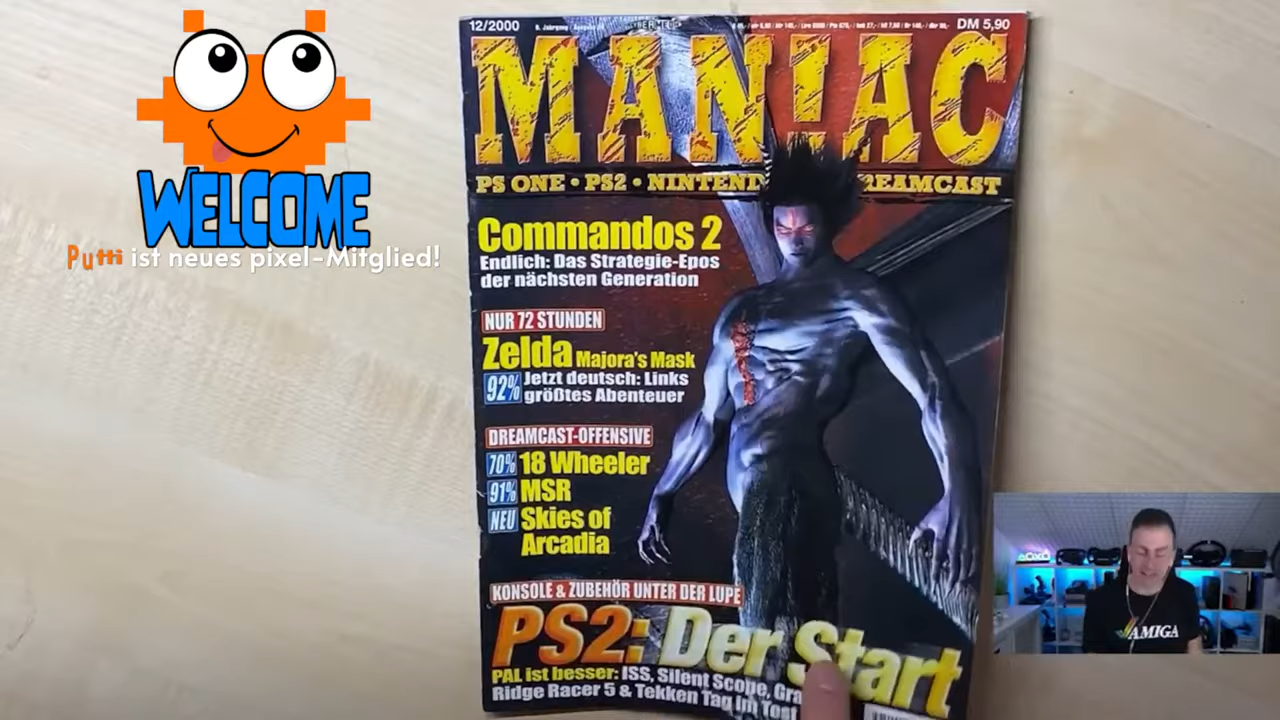 WELCOME
Putti ist neues pixel-Mitglied!
12/2000
DM 5,90
MAN!AC
PS ONE • PS2 • NINTEND
REAMCAST
Commandos 2
Endlich: Das Strategie-Epos
der nächsten Generation
NUR 72 STUNDEN
Zelda Majora's Mask
92% Jetzt deutsch: Links
größtes Abenteuer
DREAMCAST-OFFENSIVE
70% 18 Wheeler
91% MSR
NEU Skies of
Arcadia
KONSOLE & ZUBEHÖR UNTER DER LUPE
PS2: Der Start
PAL ist besser: ISS, Silent Scope, Gra
Ridge Racer 5 & Tekken Tag im Test
AMIGA